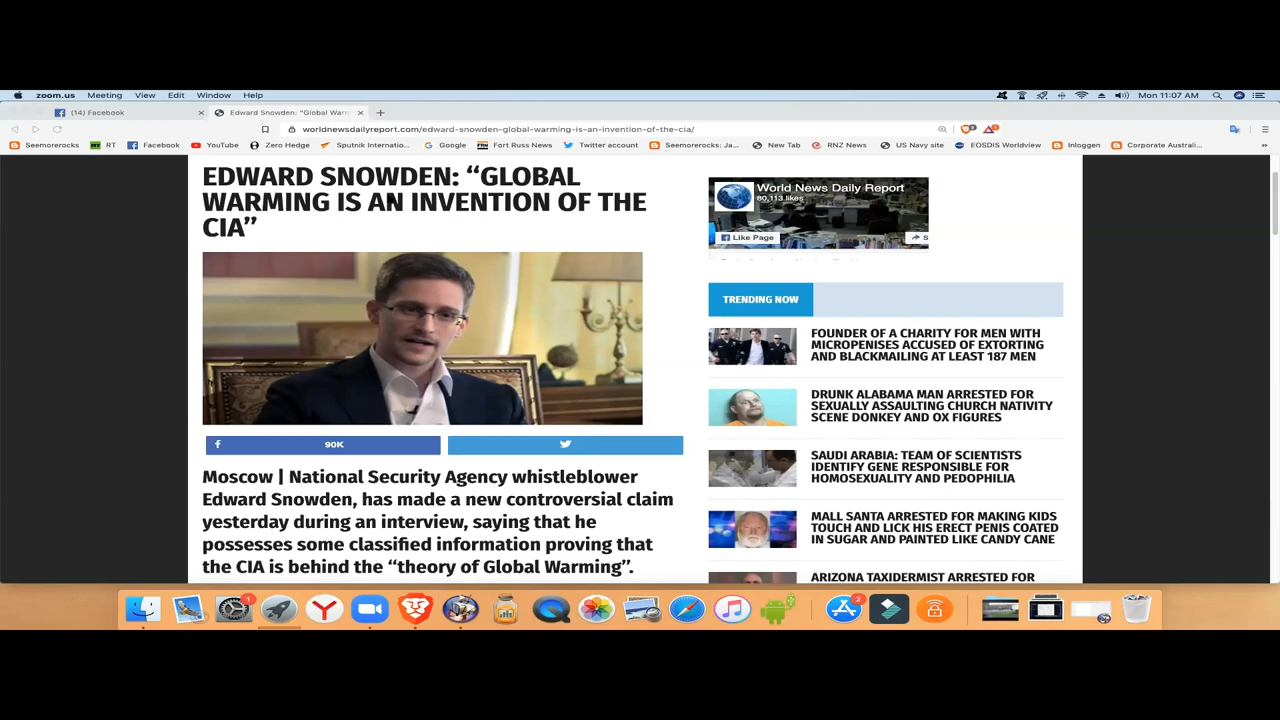 zoom.us Meeting View Edit Window Help Mon 11:07 AM
(14) Facebook Edward Snowden: “Global Warm
worldnewsdailyreport.com/edward-snowden-global-warming-is-an-invention-of-the-cia/
Seemorerocks RT Facebook YouTube Zero Hedge Sputnik Internatio... Google Fort Russ News Twitter account Seemorerocks: Ja... New Tab RNZ News US Navy site EOSDIS Worldview Inloggen Corporate Australi...
EDWARD SNOWDEN: “GLOBAL
WARMING IS AN INVENTION OF THE
CIA”
90K
Moscow | National Security Agency whistleblower
Edward Snowden, has made a new controversial claim
yesterday during an interview, saying that he
possesses some classified information proving that
the CIA is behind the “theory of Global Warming”.
World News Daily Report
80,113 likes
Like Page S
TRENDING NOW
FOUNDER OF A CHARITY FOR MEN WITH
MICROPENISES ACCUSED OF EXTORTING
AND BLACKMAILING AT LEAST 187 MEN
DRUNK ALABAMA MAN ARRESTED FOR
SEXUALLY ASSAULTING CHURCH NATIVITY
SCENE DONKEY AND OX FIGURES
SAUDI ARABIA: TEAM OF SCIENTISTS
IDENTIFY GENE RESPONSIBLE FOR
HOMOSEXUALITY AND PEDOPHILIA
MALL SANTA ARRESTED FOR MAKING KIDS
TOUCH AND LICK HIS ERECT PENIS COATED
IN SUGAR AND PAINTED LIKE CANDY CANE
ARIZONA TAXIDERMIST ARRESTED FOR